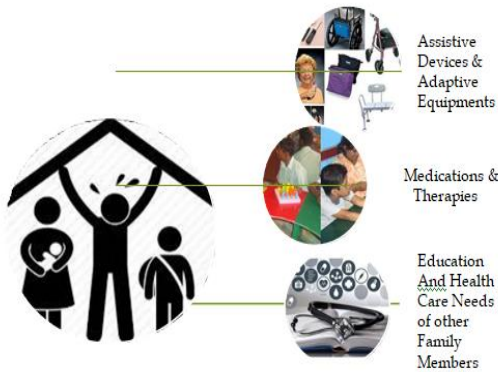 Assistive
Devices &
Adaptive
Equipments
Medications &
Therapies
Education
And Health
Care Needs
of other
Family
Members